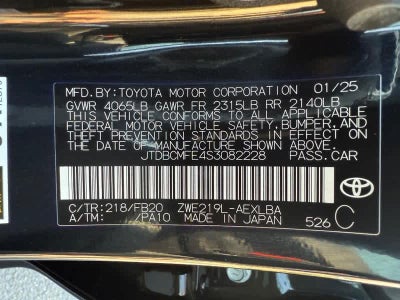 MFD.BY:TOYOTA MOTOR CORPORATION 01/25
GVWR 4065LB GAWR FR 2315LB RR 2140LB
THIS VEHICLE CONFORMS TO ALL APPLICABLE
FEDERAL MOTOR VEHICLE SAFETY AND
THEFT PREVENTION STANDARDS IN EFFECT ON
THE DATE OF MANUFACTURE SHOWN ABOVE.
JTDBCMFE4S3082228 PASS.CAR
C/TR:218/FB20 ZWE219L-AEXLBA
A/TM: /PA10 MADE IN JAPAN 526 C
TOYOTA